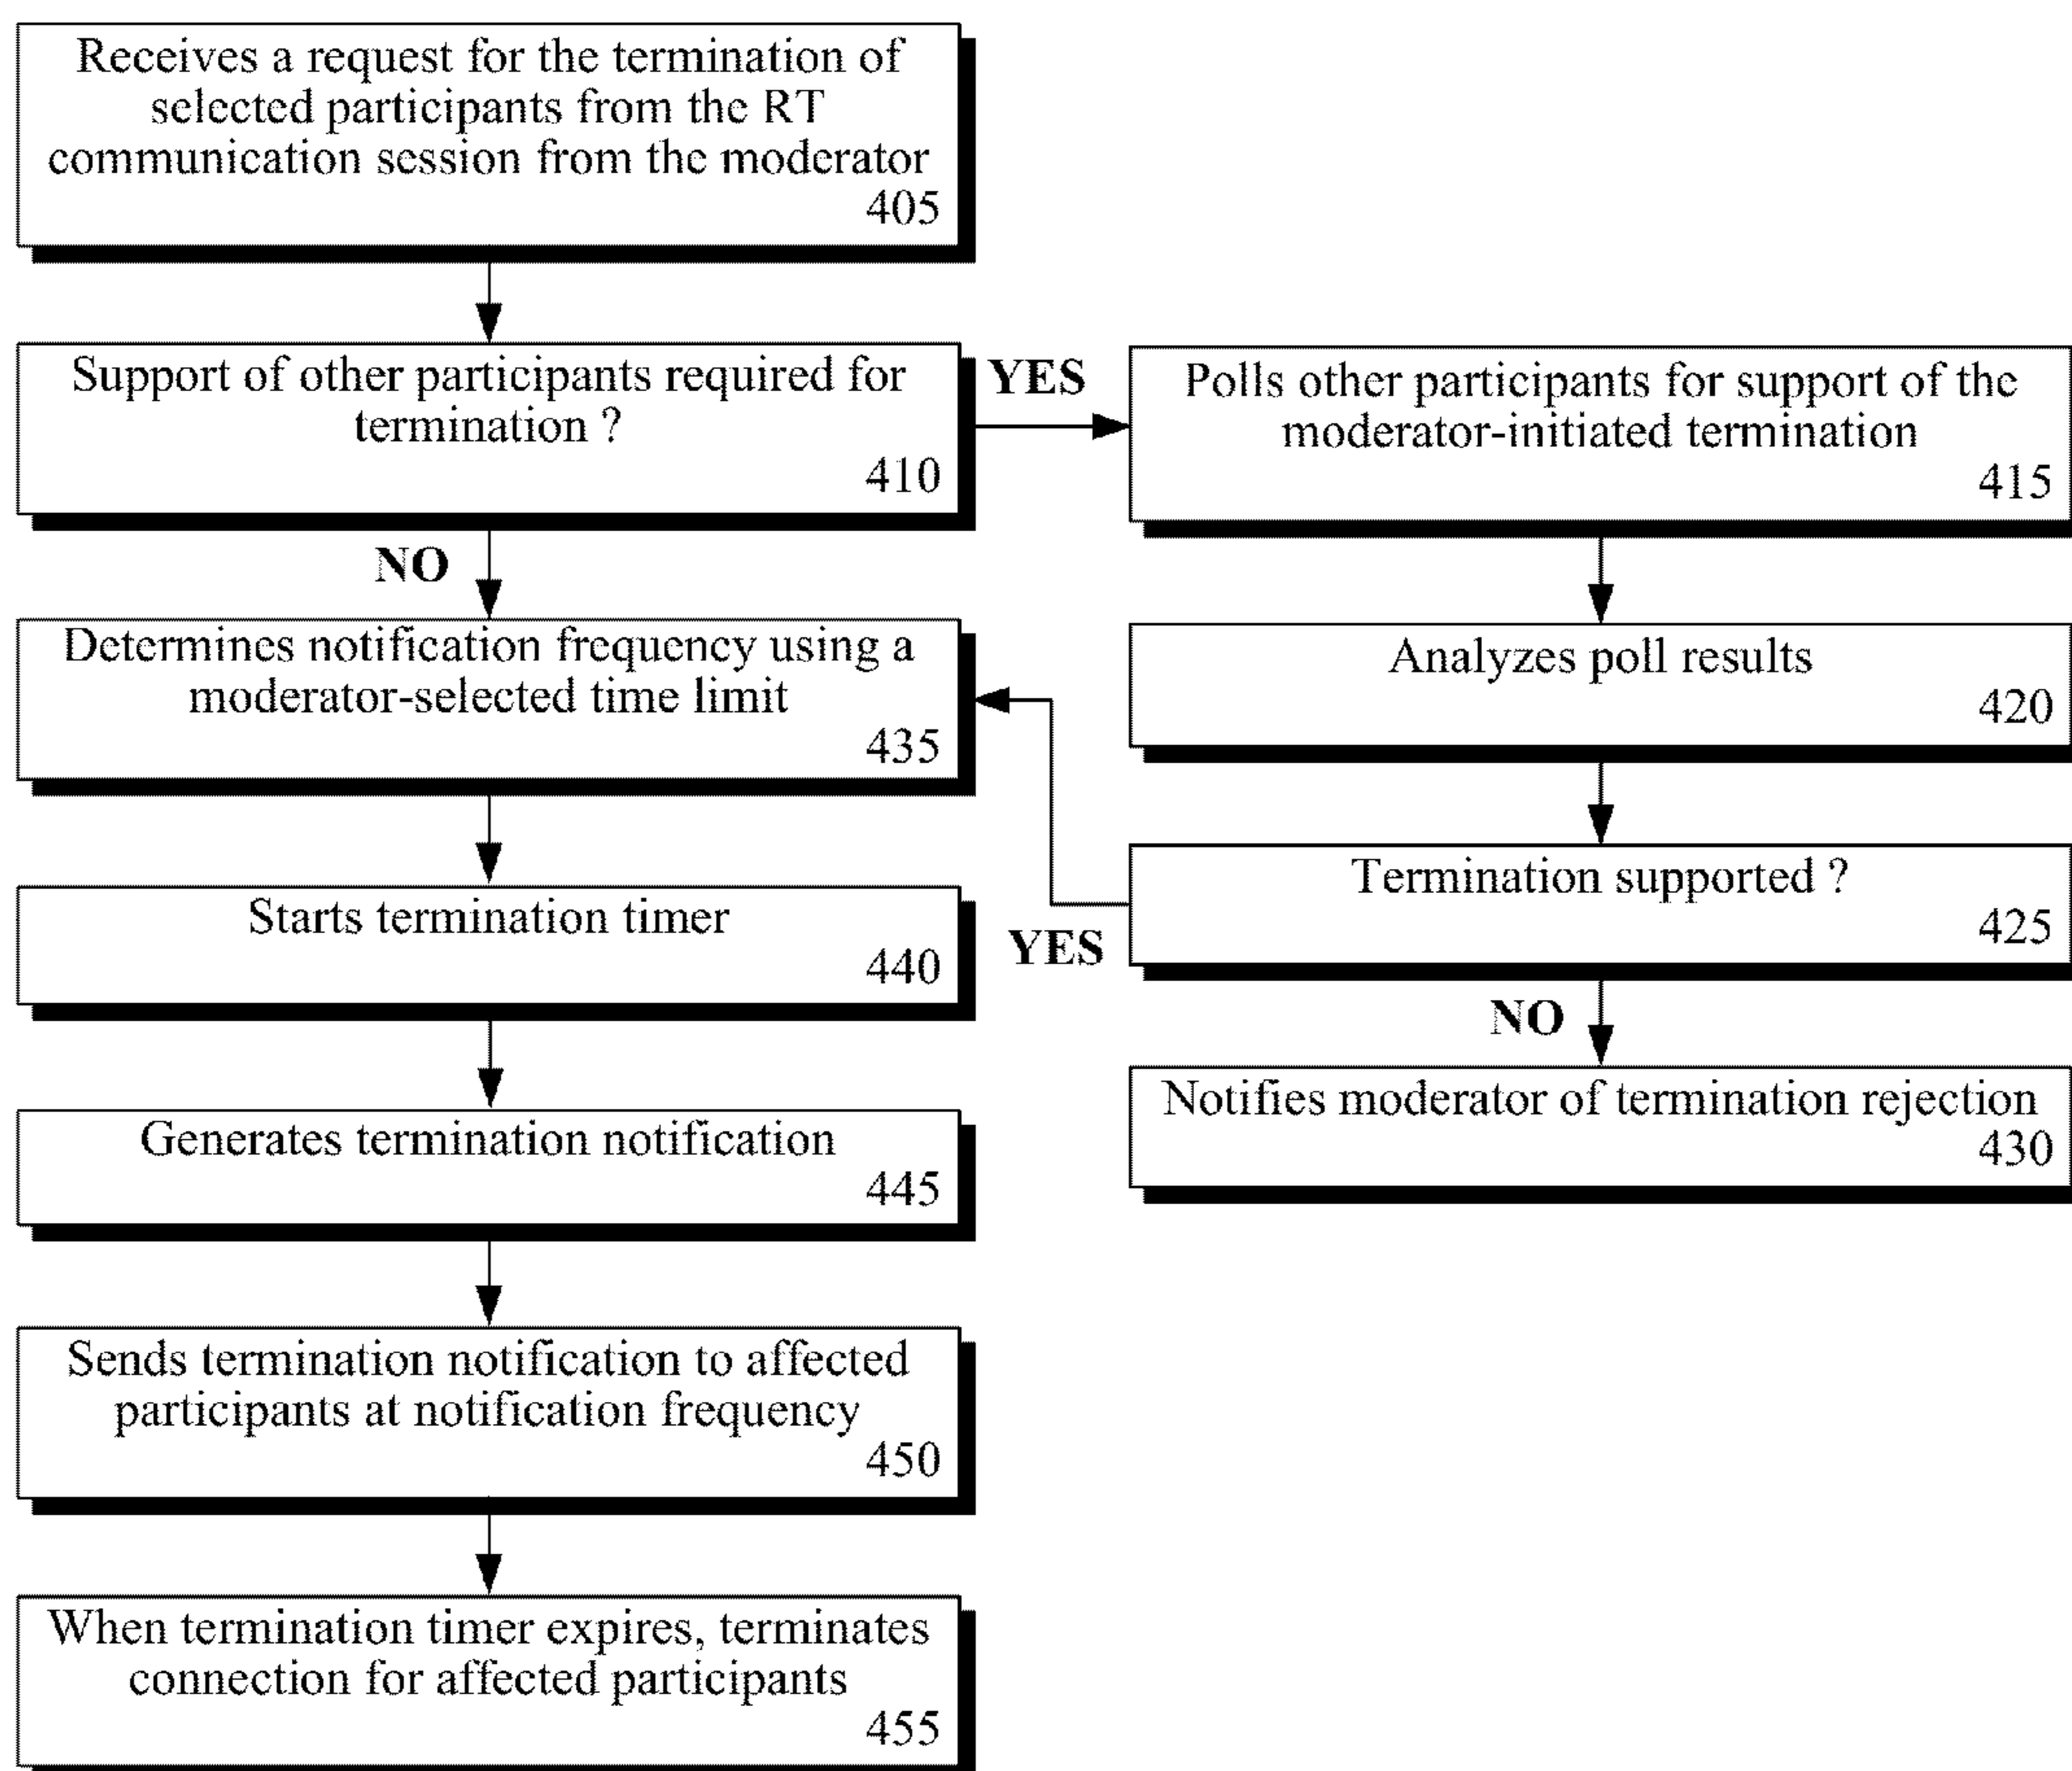 Receives a request for the termination of
selected participants from the RT
communication session from the moderator
405
Support of other participants required for
termination ?
410
YES
Polls other participants for support of the
moderator-initiated termination
415
NO
Determines notification frequency using a
moderator-selected time limit
435
Analyzes poll results
420
Termination supported ?
425
YES
Starts termination timer
440
NO
Notifies moderator of termination rejection
430
Generates termination notification
445
Sends termination notification to affected
participants at notification frequency
450
When termination timer expires, terminates
connection for affected participants
455